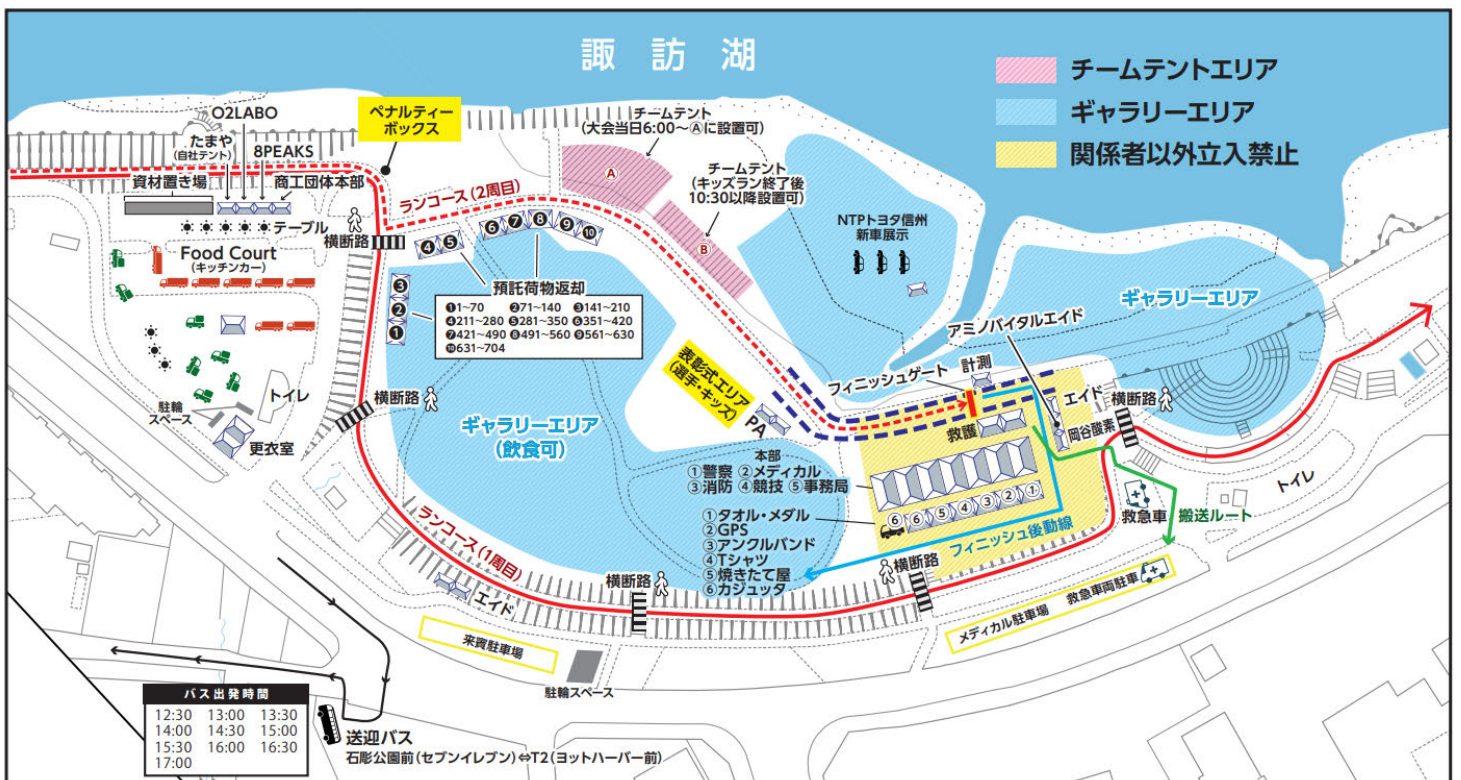 諏訪湖
チームテントエリア
ギャラリーエリア
関係者以外立入禁止
O2LABO
たまや
(自社テント)
8PEAKS
資材置き場
商工団体本部
テーブル
Food Court
(キッチンカー)
駐輪
スペース
トイレ
更衣室
ペナルティー
ボックス
ランコース(2周目)
横断路
チームテント
(大会当日6:00〜Ⓐに設置可)
Ⓐ
チームテント
(キッズラン終了後
10:30以降設置可)
Ⓑ
NTPトヨタ信州
新車展示
ギャラリーエリア
❹❺
❻❼❽❾❿
❸
❷
❶
預託荷物返却
❶1~70 ❷71~140 ❸141~210
❹211~280 ❺281~350 ❻351~420
❼421~490 ❽491~560 ❾561~630
❿631~704
横断路
ギャラリーエリア
(飲食可)
表彰式エリア
(選手・キッズ)
PA
フィニッシュゲート
計測
アミノバイタルエイド
エイド
岡谷酸素
横断路
救護
本部
①警察 ②メディカル
③消防 ④競技 ⑤事務局
①タオル・メダル
②GPS
③アンクルバンド
④Tシャツ
⑤焼きたて屋
⑥カジュッタ
⑥⑥⑤④③②①
フィニッシュ後動線
救急車
搬送ルート
トイレ
ランコース(1周目)
エイド
横断路
横断路
来賓駐車場
駐輪スペース
メディカル駐車場 救急車両駐車
バス出発時間
12:30 13:00 13:30
14:00 14:30 15:00
15:30 16:00 16:30
17:00
送迎バス
石彫公園前(セブンイレブン)⇔T2(ヨットハーバー前)